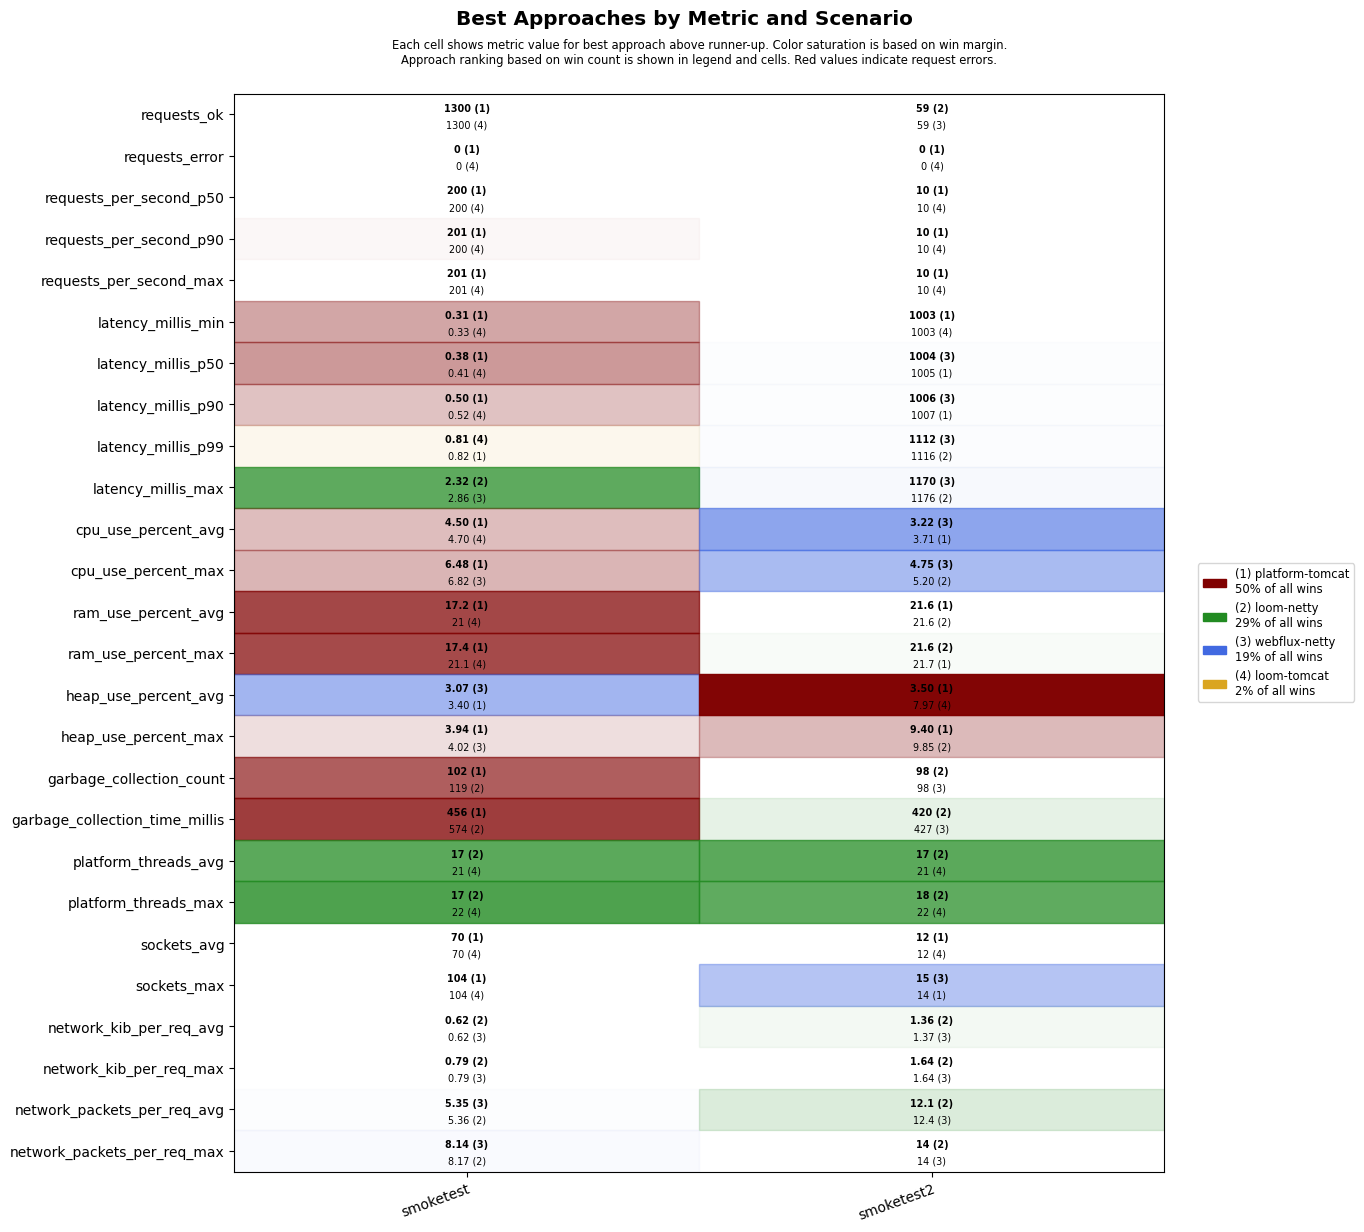 Best Approaches by Metric and Scenario
Each cell shows metric value for best approach above runner-up. Color saturation is based on win margin.
Approach ranking based on win count is shown in legend and cells. Red values indicate request errors.
requests_ok
1300 (1)
1300 (4)
59 (2)
59 (3)
requests_error
0 (1)
0 (4)
0 (1)
0 (4)
requests_per_second_p50
200 (1)
200 (4)
10 (1)
10 (4)
requests_per_second_p90
201 (1)
200 (4)
10 (1)
10 (4)
requests_per_second_max
201 (1)
201 (4)
10 (1)
10 (4)
latency_millis_min
0.31 (1)
0.33 (4)
1003 (1)
1003 (4)
latency_millis_p50
0.38 (1)
0.41 (4)
1004 (3)
1005 (1)
latency_millis_p90
0.50 (1)
0.52 (4)
1006 (3)
1007 (1)
latency_millis_p99
0.81 (4)
0.82 (1)
1112 (3)
1116 (2)
latency_millis_max
2.32 (2)
2.86 (3)
1170 (3)
1176 (2)
cpu_use_percent_avg
4.50 (1)
4.70 (4)
3.22 (3)
3.71 (1)
cpu_use_percent_max
6.48 (1)
6.82 (3)
4.75 (3)
5.20 (2)
ram_use_percent_avg
17.2 (1)
21 (4)
21.6 (1)
21.6 (2)
ram_use_percent_max
17.4 (1)
21.1 (4)
21.6 (2)
21.7 (1)
heap_use_percent_avg
3.07 (3)
3.40 (1)
3.50 (1)
7.97 (4)
heap_use_percent_max
3.94 (1)
4.02 (3)
9.40 (1)
9.85 (2)
garbage_collection_count
102 (1)
119 (2)
98 (2)
98 (3)
garbage_collection_time_millis
456 (1)
574 (2)
420 (2)
427 (3)
platform_threads_avg
17 (2)
21 (4)
17 (2)
21 (4)
platform_threads_max
17 (2)
22 (4)
18 (2)
22 (4)
sockets_avg
70 (1)
70 (4)
12 (1)
12 (4)
sockets_max
104 (1)
104 (4)
15 (3)
14 (1)
network_kib_per_req_avg
0.62 (2)
0.62 (3)
1.36 (2)
1.37 (3)
network_kib_per_req_max
0.79 (2)
0.79 (3)
1.64 (2)
1.64 (3)
network_packets_per_req_avg
5.35 (3)
5.36 (2)
12.1 (2)
12.4 (3)
network_packets_per_req_max
8.14 (3)
8.17 (2)
14 (2)
14 (3)
smoketest
smoketest2
(1) platform-tomcat
50% of all wins
(2) loom-netty
29% of all wins
(3) webflux-netty
19% of all wins
(4) loom-tomcat
2% of all wins